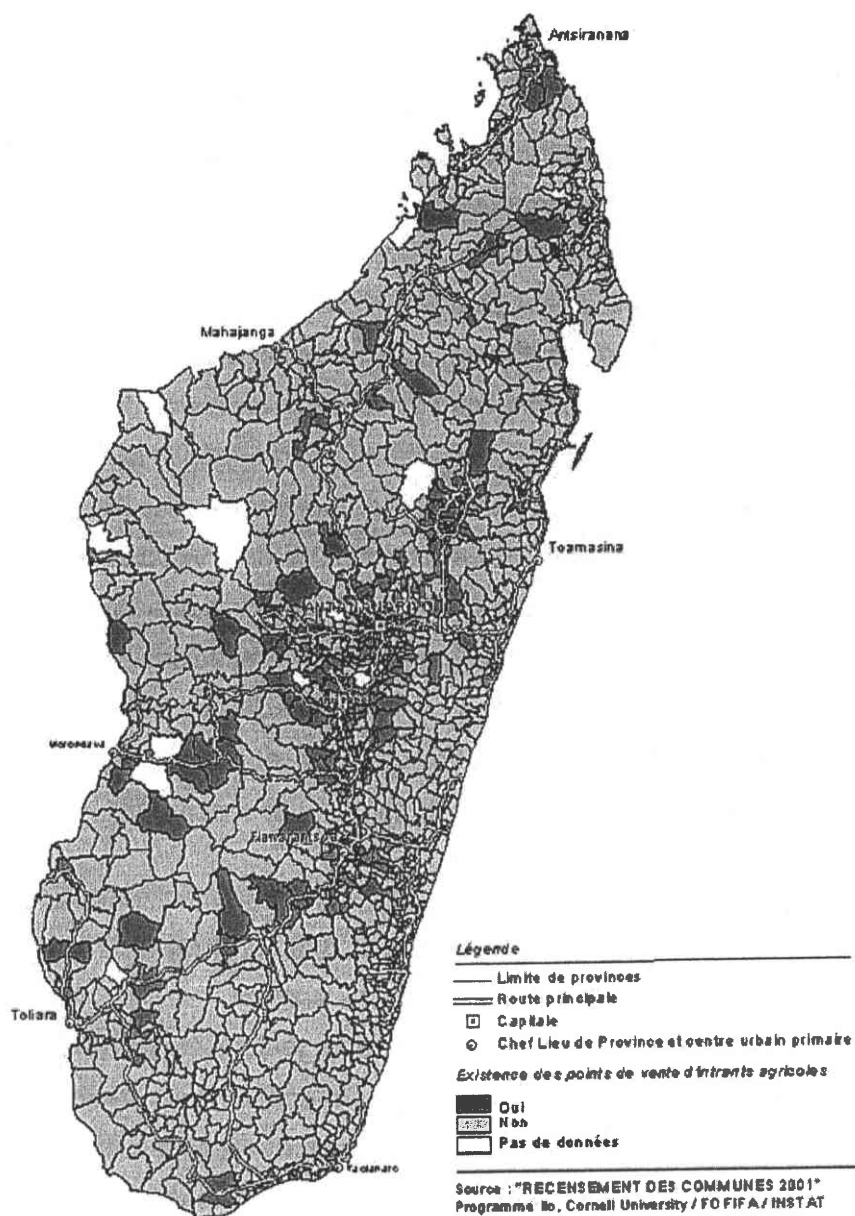 Antsiranana
Mahajanga
Toamasina
Morondava
Toliara
Légende
Limite de provinces
Route principale
Capitale
Chef Lieu de Province et centre urbain primaire
Existence des points de vente d'intrants agricoles
Oui
Non
Pas de données
Source : "RECENSEMENT DES COMMUNES 2001"
Programme Ilo, Cornell University / FOFIFA / INSTAT